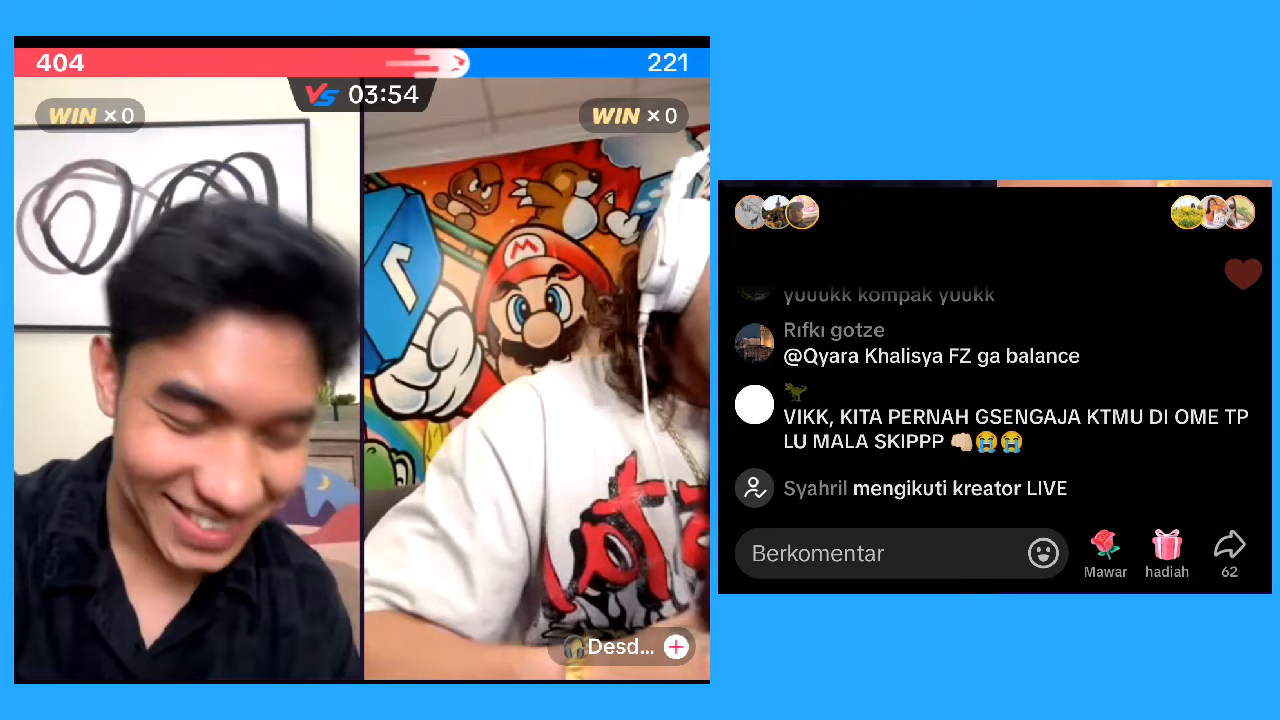 404
221
VS 03:54
WIN ×0
WIN ×0
M
Desd...
yuuukk kompak yuukk
Rıfkı gotze
@Qyara Khalisya FZ ga balance
🦖
VIKK, KITA PERNAH GSENGAJA KTMU DI OME TP
LU MALA SKIPPP 👊🏼😭😭
Syahril mengikuti kreator LIVE
Berkomentar
Mawar
hadiah
62